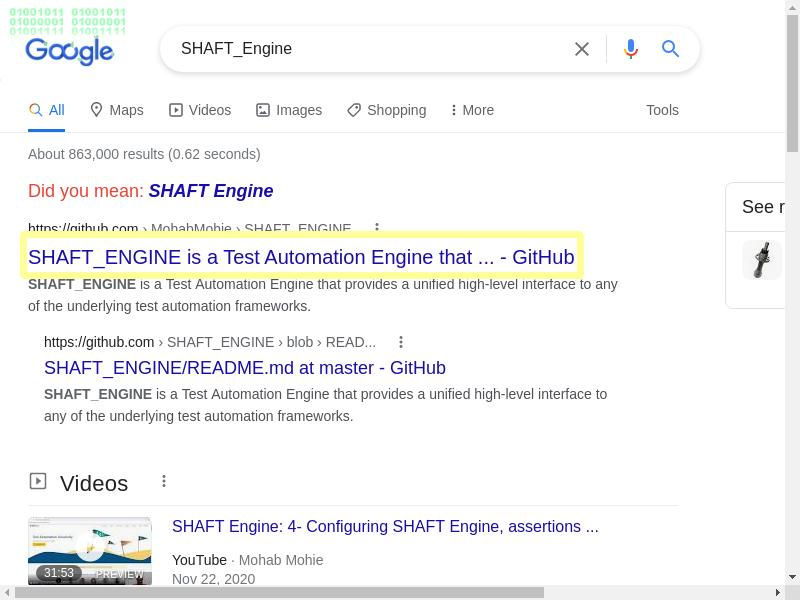 01001011 01001011
01000001 01000001
01001111 01001111
Google
SHAFT_Engine
All
Maps
Videos
Images
Shopping
More
Tools
About 863,000 results (0.62 seconds)
Did you mean: SHAFT Engine
See r
https://github.com › MohabMohie › SHAFT_ENGINE
SHAFT_ENGINE is a Test Automation Engine that ... - GitHub
SHAFT_ENGINE is a Test Automation Engine that provides a unified high-level interface to any
of the underlying test automation frameworks.
https://github.com › SHAFT_ENGINE › blob › READ...
SHAFT_ENGINE/README.md at master - GitHub
SHAFT_ENGINE is a Test Automation Engine that provides a unified high-level interface to
any of the underlying test automation frameworks.
Videos
SHAFT Engine: 4- Configuring SHAFT Engine, assertions ...
31:53
PREVIEW
YouTube · Mohab Mohie
Nov 22, 2020